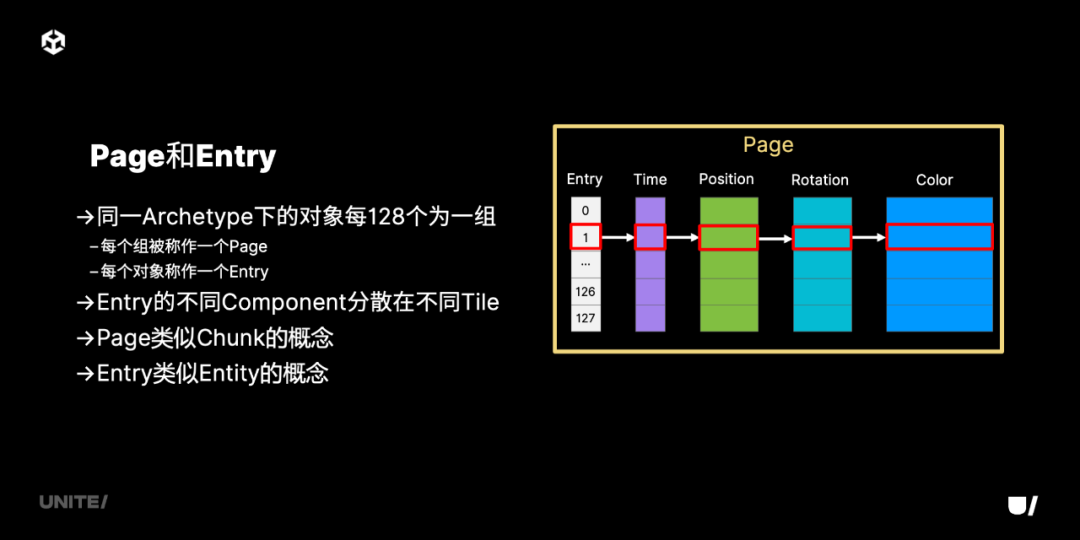 Page和Entry
→同一Archetype下的对象每128个为一组
–每个组被称作一个Page
–每个对象称作一个Entry
→Entry的不同Component分散在不同Tile
→Page类似Chunk的概念
→Entry类似Entity的概念
Page
Entry Time Position Rotation Color
0
1
...
126
127
UNITE/
U/